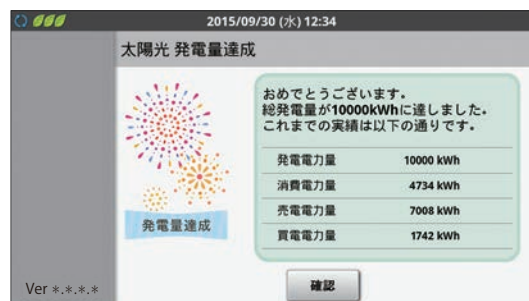 2015/09/30 (水) 12:34
太陽光 発電量達成
おめでとうございます。
総発電量が10000kWhに達しました。
これまでの実績は以下の通りです。
発電電力量 10000 kWh
消費電力量 4734 kWh
売電電力量 7008 kWh
買電電力量 1742 kWh
発電量達成
確認
Ver *.*.*.*